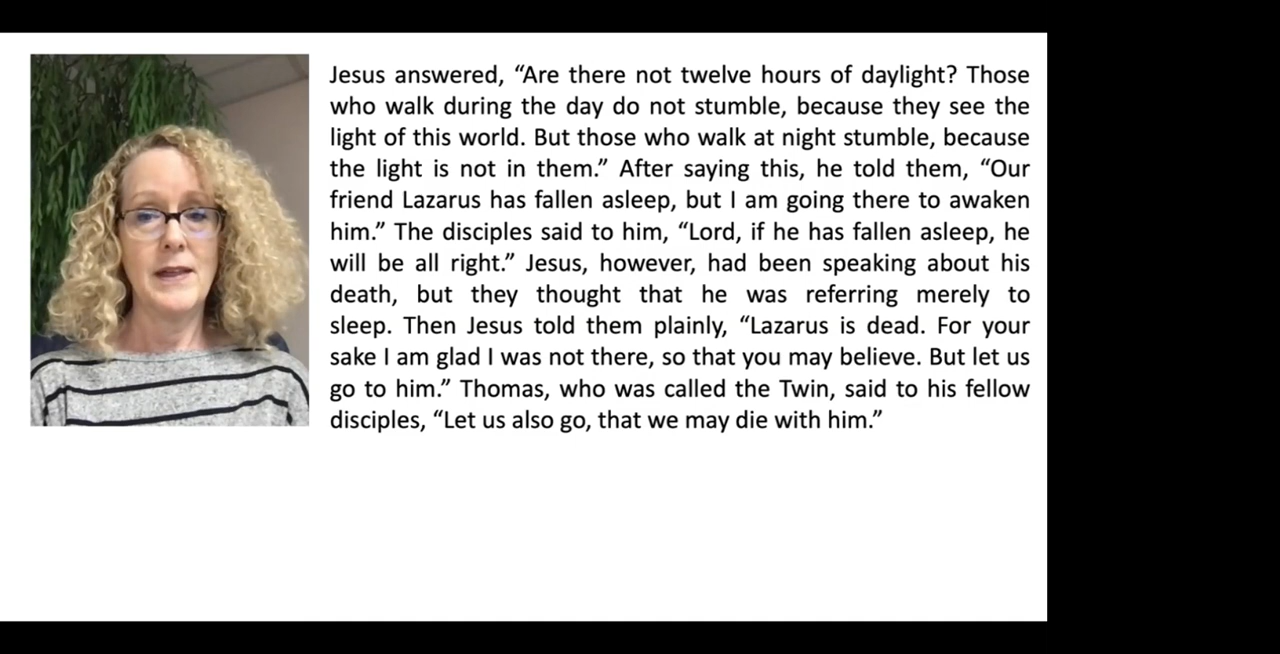 Jesus answered, “Are there not twelve hours of daylight? Those
who walk during the day do not stumble, because they see the
light of this world. But those who walk at night stumble, because
the light is not in them.” After saying this, he told them, “Our
friend Lazarus has fallen asleep, but I am going there to awaken
him.” The disciples said to him, “Lord, if he has fallen asleep, he
will be all right.” Jesus, however, had been speaking about his
death, but they thought that he was referring merely to
sleep. Then Jesus told them plainly, “Lazarus is dead. For your
sake I am glad I was not there, so that you may believe. But let us
go to him.” Thomas, who was called the Twin, said to his fellow
disciples, “Let us also go, that we may die with him.”